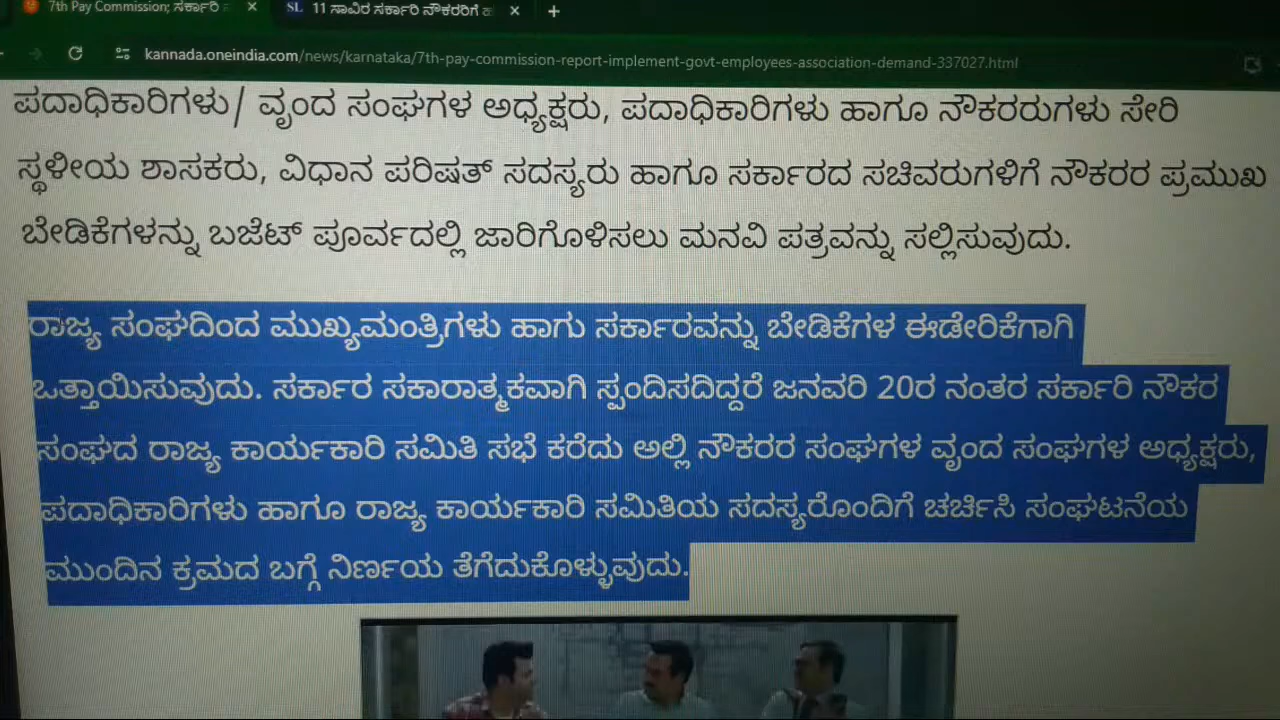 7th Pay Commission; ಸರ್ಕಾರಿ
SL 11 ಸಾವಿರ ಸರ್ಕಾರಿ ನೌಕರರಿಗೆ
kannada.oneindia.com/news/karnataka/7th-pay-commission-report-implement-govt-employees-association-demand-337027.html
ಪದಾಧಿಕಾರಿಗಳು/ ವೃಂದ ಸಂಘಗಳ ಅಧ್ಯಕ್ಷರು, ಪದಾಧಿಕಾರಿಗಳು ಹಾಗೂ ನೌಕರರುಗಳು ಸೇರಿ
ಸ್ಥಳೀಯ ಶಾಸಕರು, ವಿಧಾನ ಪರಿಷತ್ ಸದಸ್ಯರು ಹಾಗೂ ಸರ್ಕಾರದ ಸಚಿವರುಗಳಿಗೆ ನೌಕರರ ಪ್ರಮುಖ
ಬೇಡಿಕೆಗಳನ್ನು ಬಜೆಟ್ ಪೂರ್ವದಲ್ಲಿ ಜಾರಿಗೊಳಿಸಲು ಮನವಿ ಪತ್ರವನ್ನು ಸಲ್ಲಿಸುವುದು.
ರಾಜ್ಯ ಸಂಘದಿಂದ ಮುಖ್ಯಮಂತ್ರಿಗಳು ಹಾಗು ಸರ್ಕಾರವನ್ನು ಬೇಡಿಕೆಗಳ ಈಡೇರಿಕೆಗಾಗಿ
ಒತ್ತಾಯಿಸುವುದು. ಸರ್ಕಾರ ಸಕಾರಾತ್ಮಕವಾಗಿ ಸ್ಪಂದಿಸದಿದ್ದರೆ ಜನವರಿ 20ರ ನಂತರ ಸರ್ಕಾರಿ ನೌಕರ
ಸಂಘದ ರಾಜ್ಯ ಕಾರ್ಯಕಾರಿ ಸಮಿತಿ ಸಭೆ ಕರೆದು ಅಲ್ಲಿ ನೌಕರರ ಸಂಘಗಳ ವೃಂದ ಸಂಘಗಳ ಅಧ್ಯಕ್ಷರು,
ಪದಾಧಿಕಾರಿಗಳು ಹಾಗೂ ರಾಜ್ಯ ಕಾರ್ಯಕಾರಿ ಸಮಿತಿಯ ಸದಸ್ಯರೊಂದಿಗೆ ಚರ್ಚಿಸಿ ಸಂಘಟನೆಯ
ಮುಂದಿನ ಕ್ರಮದ ಬಗ್ಗೆ ನಿರ್ಣಯ ತೆಗೆದುಕೊಳ್ಳುವುದು.